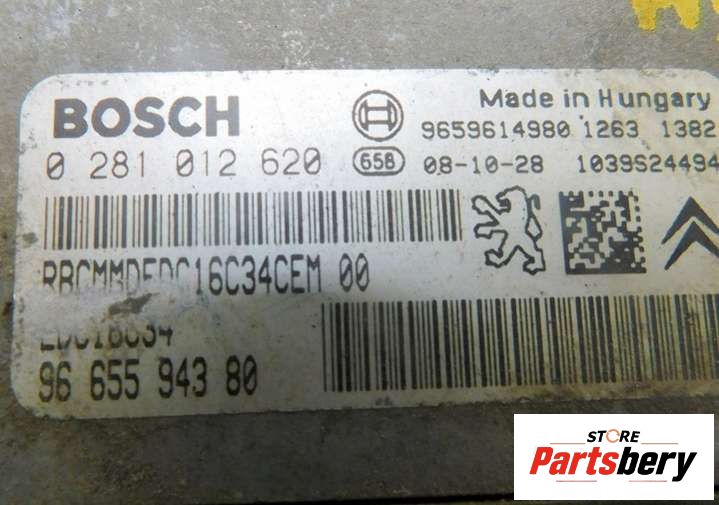 BOSCH
Made in Hungary
9659614980 1263 1382
0 281 012 620 658 08-10-28 1039S24494
RBCMMDEDC16C34CEM 00
EDC16C34
96 655 943 80
STORE
Partsbery